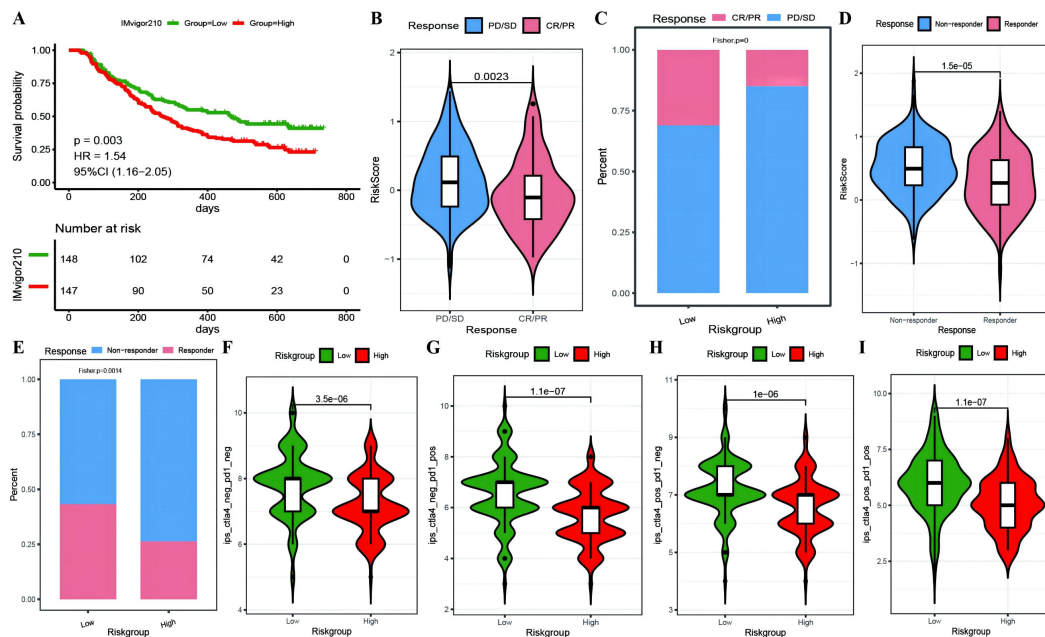 A
IMvigor210 Group=Low Group=High
Survival probability
1.00
0.75
0.50
0.25
0.00
p = 0.003
HR = 1.54
95%CI (1.16−2.05)
0 200 400 600 800
days
Number at risk
IMvigor210
148 102 74 42 0
147 90 50 23 0
0 200 400 600 800
days
B
Response PD/SD CR/PR
RiskScore
2
1
0
−1
0.0023
PD/SD CR/PR
Response
C
Response CR/PR PD/SD
Fisher.p=0
Percent
1.00
0.75
0.50
0.25
0.00
Low High
Riskgroup
D
Response Non-responder Responder
RiskScore
2
1
0
−1
1.5e−05
Non-responder Responder
Response
E
Response Non-responder Responder
Fisher.p=0.0014
Percent
1.00
0.75
0.50
0.25
0.00
Low High
Riskgroup
F
Riskgroup Low High
ips_ctla4_neg_pd1_neg
10
8
6
4
3.5e−06
Low High
Riskgroup
G
Riskgroup Low High
ips_ctla4_neg_pd1_pos
10
8
6
4
2
1.1e−07
Low High
Riskgroup
H
Riskgroup Low High
ips_ctla4_pos_pd1_neg
11
9
7
5
3
1e−06
Low High
Riskgroup
I
Riskgroup Low High
ips_ctla4_pos_pd1_pos
10.0
7.5
5.0
2.5
1.1e−07
Low High
Riskgroup